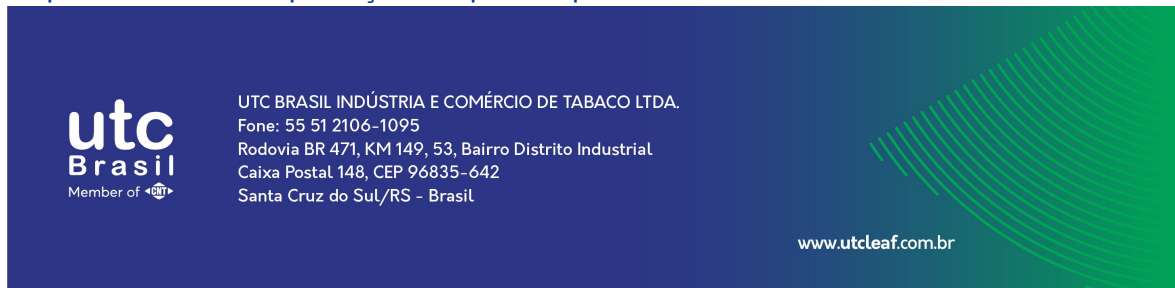 utc
Brasil
Member of CNT
UTC BRASIL INDÚSTRIA E COMÉRCIO DE TABACO LTDA.
Fone: 55 51 2106-1095
Rodovia BR 471, KM 149, 53, Bairro Distrito Industrial
Caixa Postal 148, CEP 96835-642
Santa Cruz do Sul/RS - Brasil
www.utcleaf.com.br